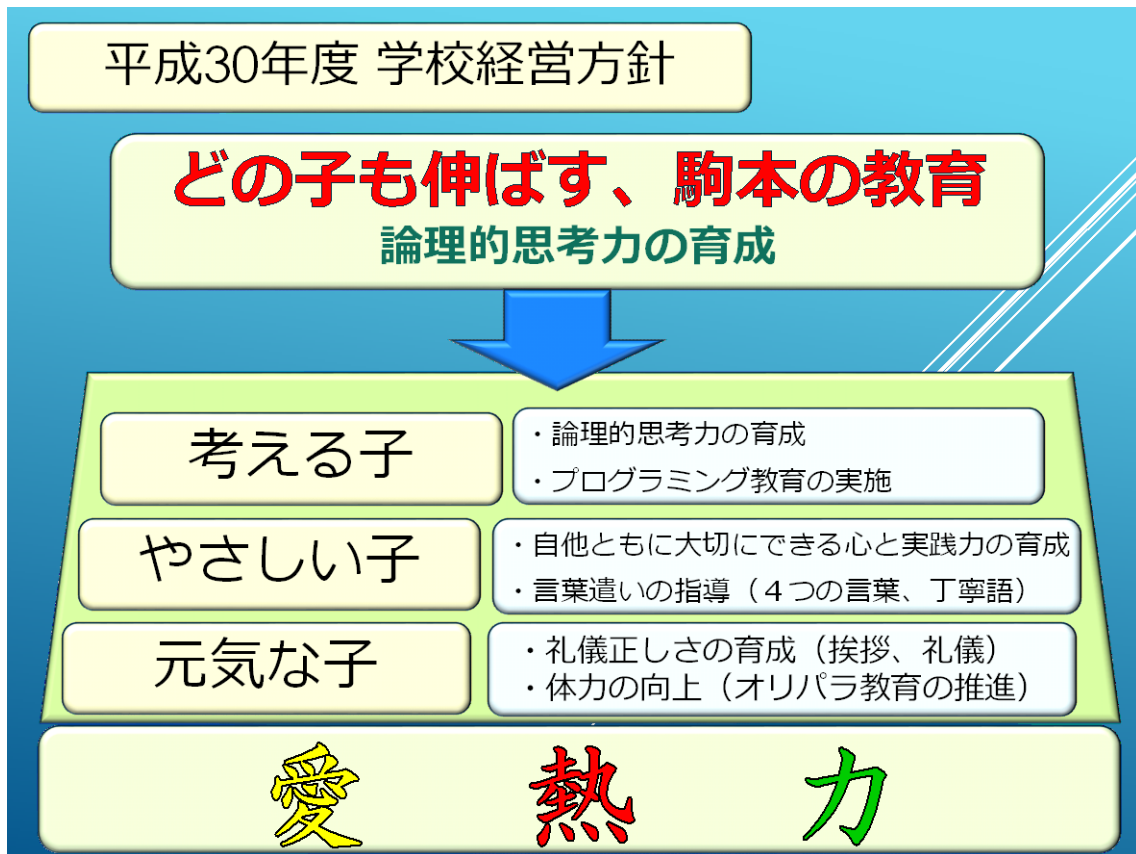 平成30年度 学校経営方針
どの子も伸ばす、駒本の教育
論理的思考力の育成
考える子
・論理的思考力の育成
・プログラミング教育の実施
やさしい子
・自他ともに大切にできる心と実践力の育成
・言葉遣いの指導（４つの言葉、丁寧語）
元気な子
・礼儀正しさの育成（挨拶、礼儀）
・体力の向上（オリパラ教育の推進）
愛 熱 力